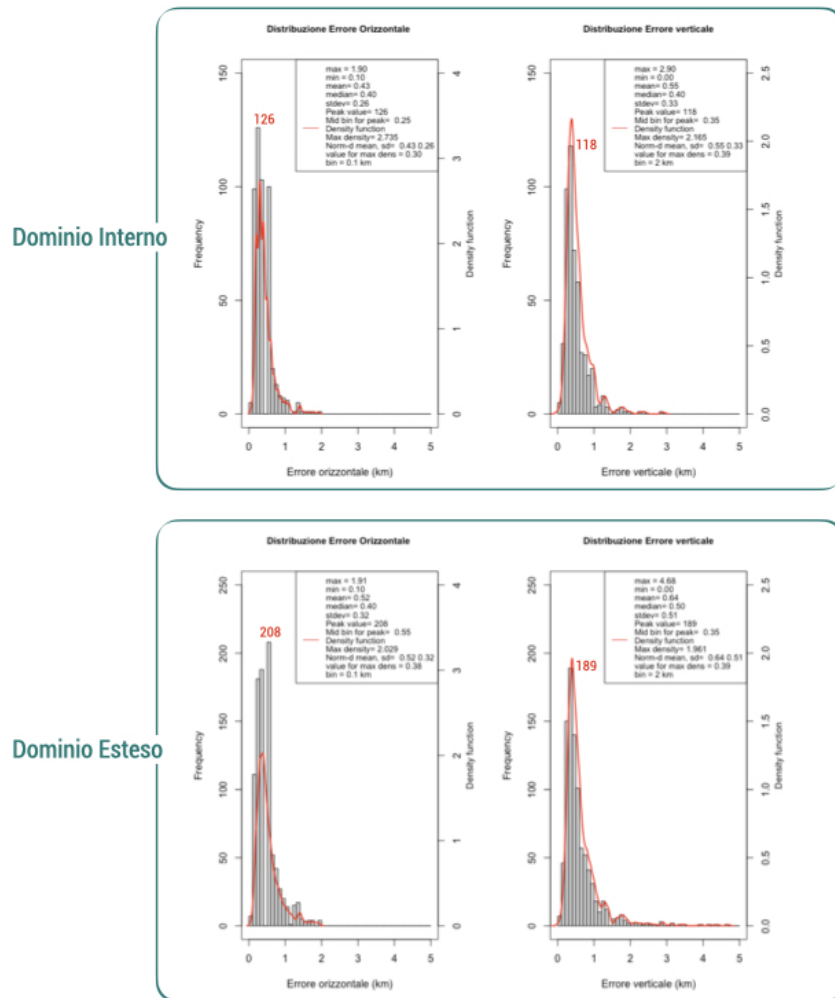 Dominio Interno
Distribuzione Errore Orizzontale
max = 1.90
min = 0.10
mean= 0.43
median= 0.40
stdev= 0.26
Peak value= 126
Mid bin for peak= 0.25
Density function
Max density= 2.735
Norm-d mean, sd= 0.43 0.26
value for max dens = 0.30
bin = 0.1 km
126
Frequency
0
50
100
150
Density function
0
1
2
3
4
0
1
2
3
4
5
Errore orizzontale (km)
Distribuzione Errore verticale
max = 2.90
min = 0.00
mean= 0.55
median= 0.40
stdev= 0.33
Peak value= 118
Mid bin for peak= 0.35
Density function
Max density= 2.165
Norm-d mean, sd= 0.55 0.33
value for max dens = 0.39
bin = 2 km
118
Frequency
0
50
100
150
Density function
0.0
0.5
1.0
1.5
2.0
2.5
0
1
2
3
4
5
Errore verticale (km)
Dominio Esteso
Distribuzione Errore Orizzontale
max = 1.91
min = 0.10
mean= 0.52
median= 0.40
stdev= 0.32
Peak value= 208
Mid bin for peak= 0.55
Density function
Max density= 2.029
Norm-d mean, sd= 0.52 0.32
value for max dens = 0.38
bin = 0.1 km
208
Frequency
0
50
100
150
200
250
Density function
0
1
2
3
4
0
1
2
3
4
5
Errore orizzontale (km)
Distribuzione Errore verticale
max = 4.68
min = 0.00
mean= 0.64
median= 0.50
stdev= 0.51
Peak value= 189
Mid bin for peak= 0.35
Density function
Max density= 1.961
Norm-d mean, sd= 0.64 0.51
value for max dens = 0.39
bin = 2 km
189
Frequency
0
50
100
150
200
250
Density function
0.0
0.5
1.0
1.5
2.0
2.5
0
1
2
3
4
5
Errore verticale (km)